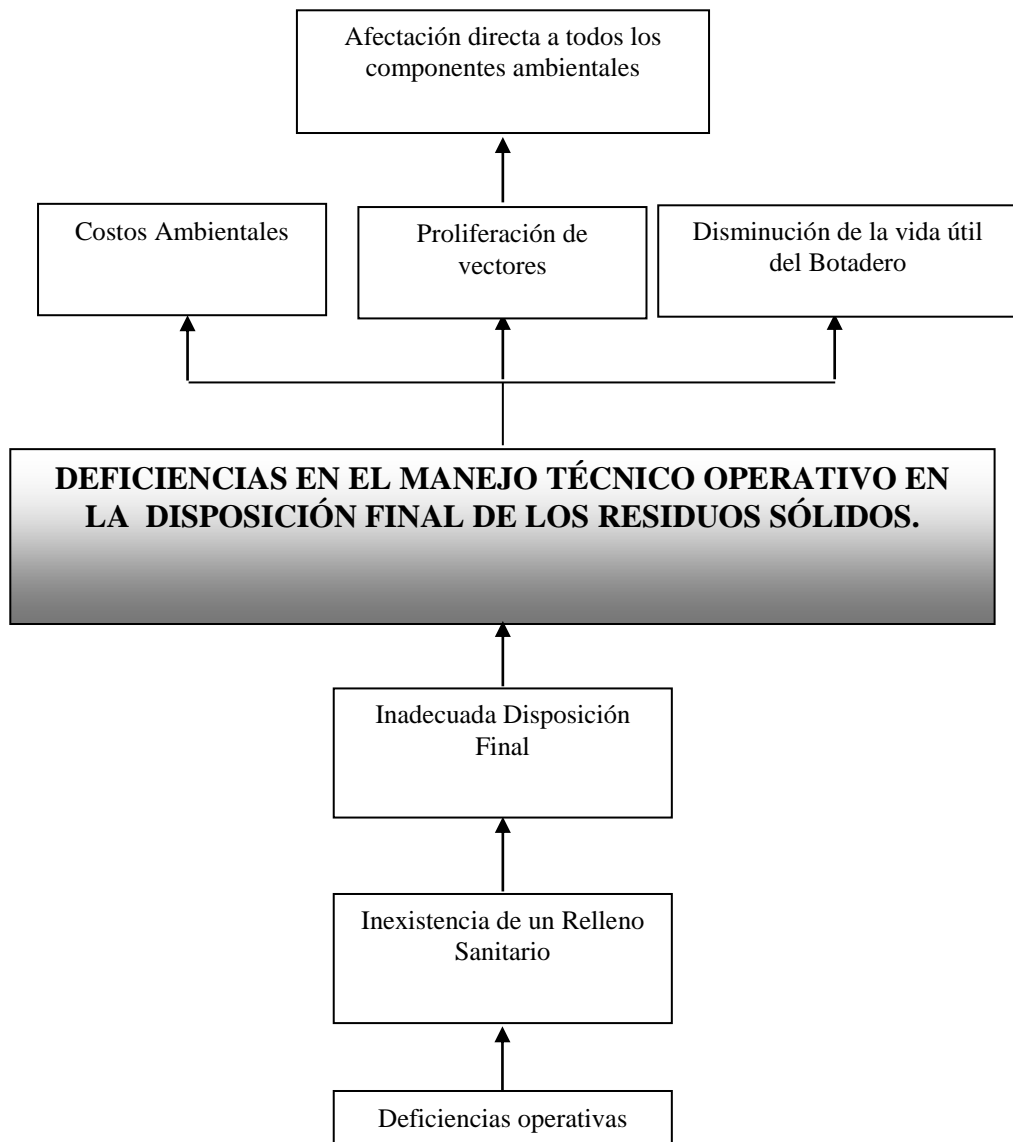 Afectación directa a todos los
componentes ambientales
Costos Ambientales
Proliferación de
vectores
Disminución de la vida útil
del Botadero
DEFICIENCIAS EN EL MANEJO TÉCNICO OPERATIVO EN
LA DISPOSICIÓN FINAL DE LOS RESIDUOS SÓLIDOS.
Inadecuada Disposición
Final
Inexistencia de un Relleno
Sanitario
Deficiencias operativas